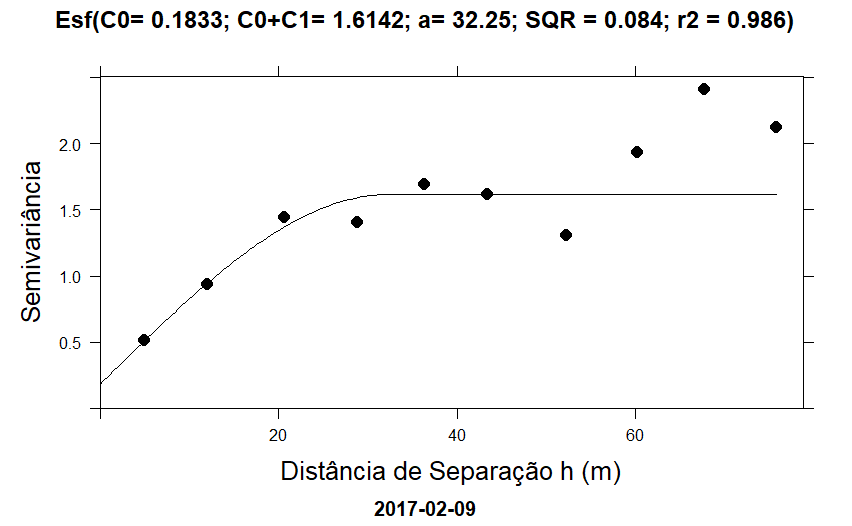 Esf(C0= 0.1833; C0+C1= 1.6142; a= 32.25; SQR = 0.084; r2 = 0.986)
Semivariância
2.0
1.5
1.0
0.5
20 40 60
Distância de Separação h (m)
2017-02-09